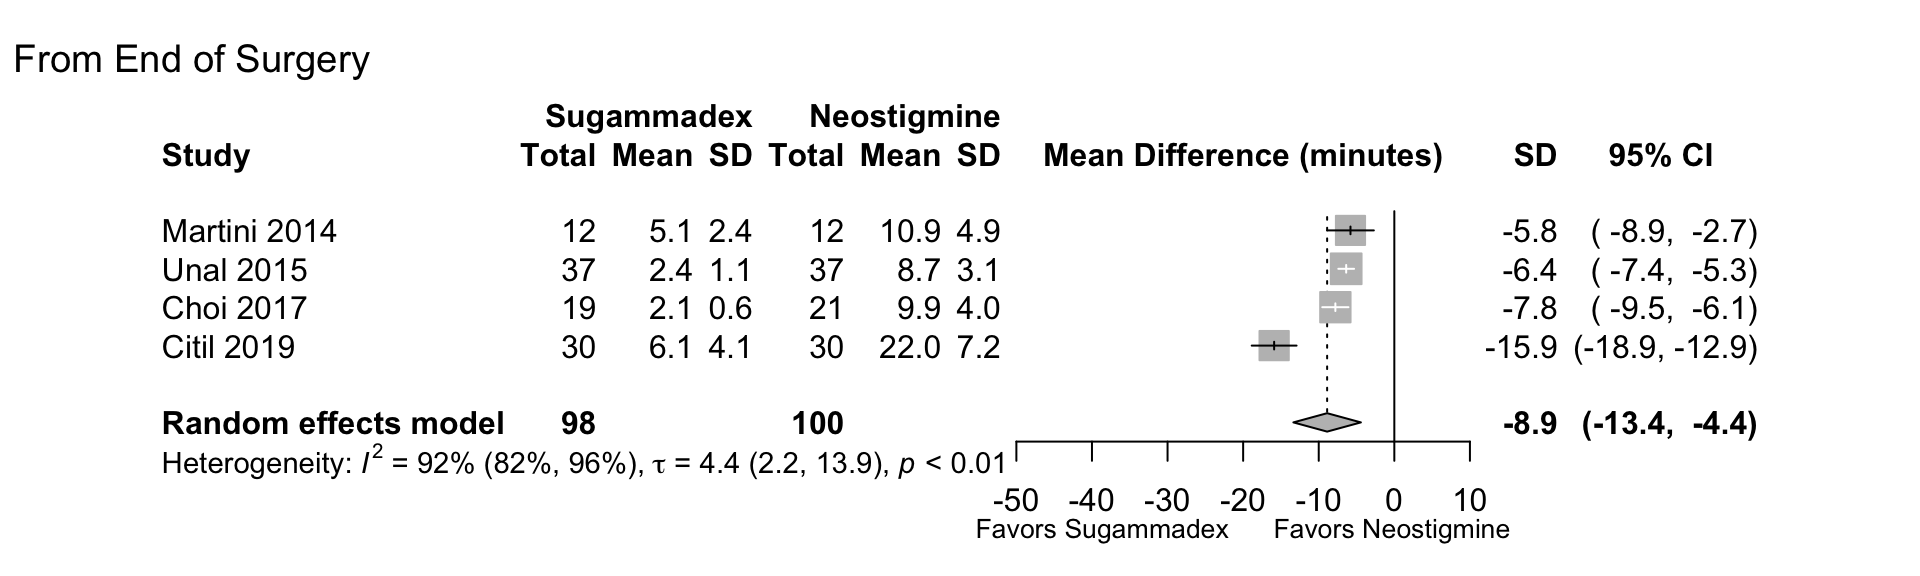 From End of Surgery
Sugammadex Neostigmine
Study Total Mean SD Total Mean SD Mean Difference (minutes) SD 95% CI
Martini 2014 12 5.1 2.4 12 10.9 4.9 -5.8 ( -8.9, -2.7)
Unal 2015 37 2.4 1.1 37 8.7 3.1 -6.4 ( -7.4, -5.3)
Choi 2017 19 2.1 0.6 21 9.9 4.0 -7.8 ( -9.5, -6.1)
Citil 2019 30 6.1 4.1 30 22.0 7.2 -15.9 (-18.9, -12.9)
Random effects model 98 100 -8.9 (-13.4, -4.4)
Heterogeneity: I² = 92% (82%, 96%), τ = 4.4 (2.2, 13.9), p < 0.01
-50 -40 -30 -20 -10 0 10
Favors Sugammadex Favors Neostigmine